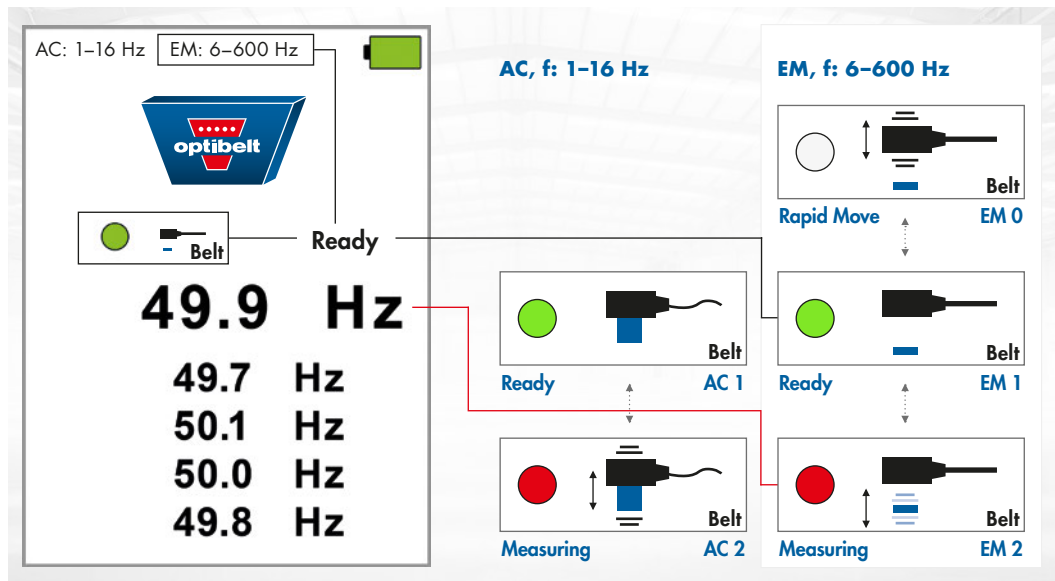 AC: 1–16 Hz
EM: 6–600 Hz
optibelt
Belt
Ready
49.9 Hz
49.7 Hz
50.1 Hz
50.0 Hz
49.8 Hz
AC, f: 1–16 Hz
Belt
Ready AC 1
Belt
Measuring AC 2
EM, f: 6–600 Hz
Belt
Rapid Move EM 0
Belt
Ready EM 1
Belt
Measuring EM 2